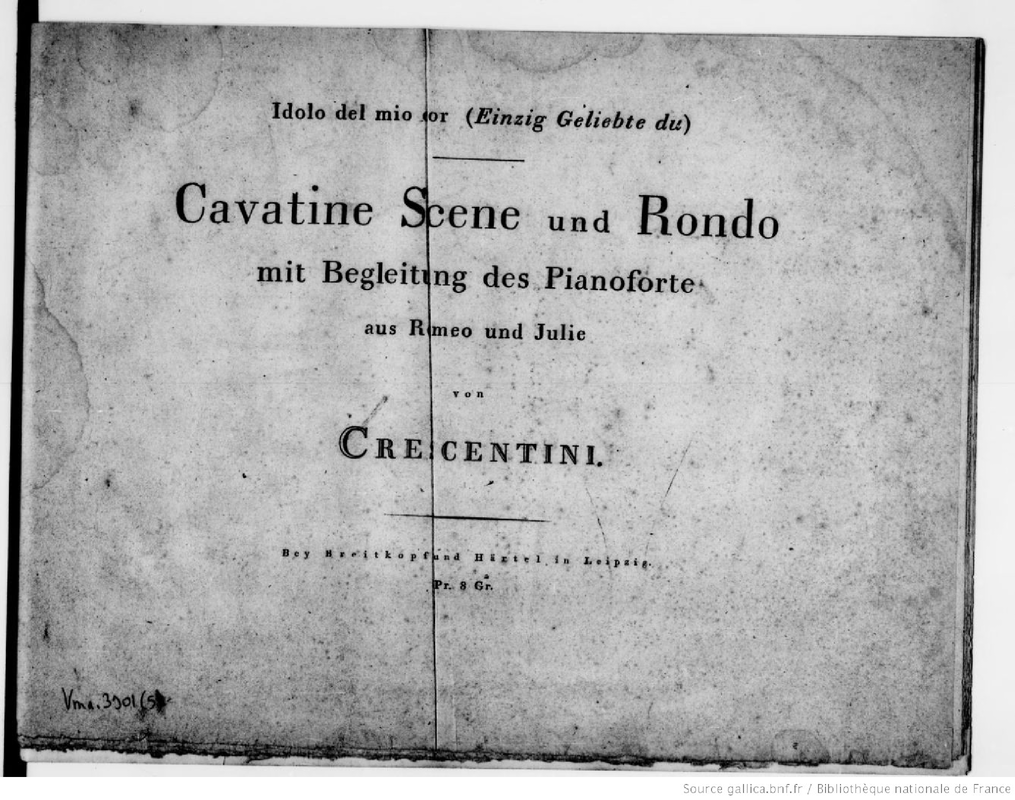 Idolo del mio cor (Einzig Geliebte du)
Cavatine Scene und Rondo
mit Begleitung des Pianoforte
aus Romeo und Julie
von
CRESCENTINI.
Bey Breitkopf und Härtel in Leipzig.
Pr. 8 Gr.
Vma. 3901 (5)
Source gallica.bnf.fr / Bibliothèque nationale de France